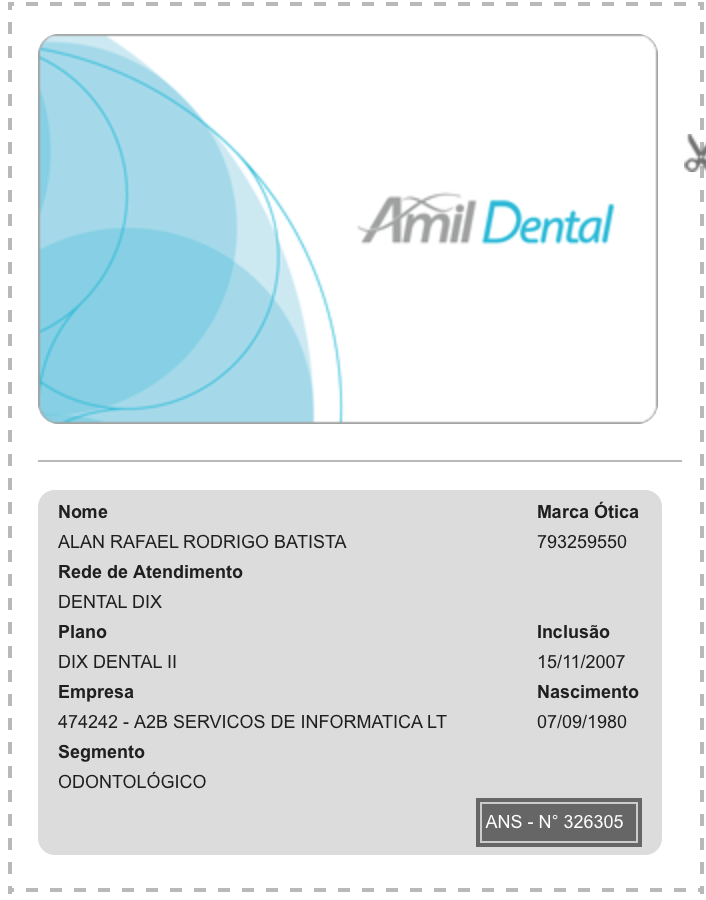 Amil Dental
Nome Marca Ótica
ALAN RAFAEL RODRIGO BATISTA 793259550
Rede de Atendimento
DENTAL DIX
Plano Inclusão
DIX DENTAL II 15/11/2007
Empresa Nascimento
474242 - A2B SERVICOS DE INFORMATICA LT 07/09/1980
Segmento
ODONTOLÓGICO
ANS - N° 326305